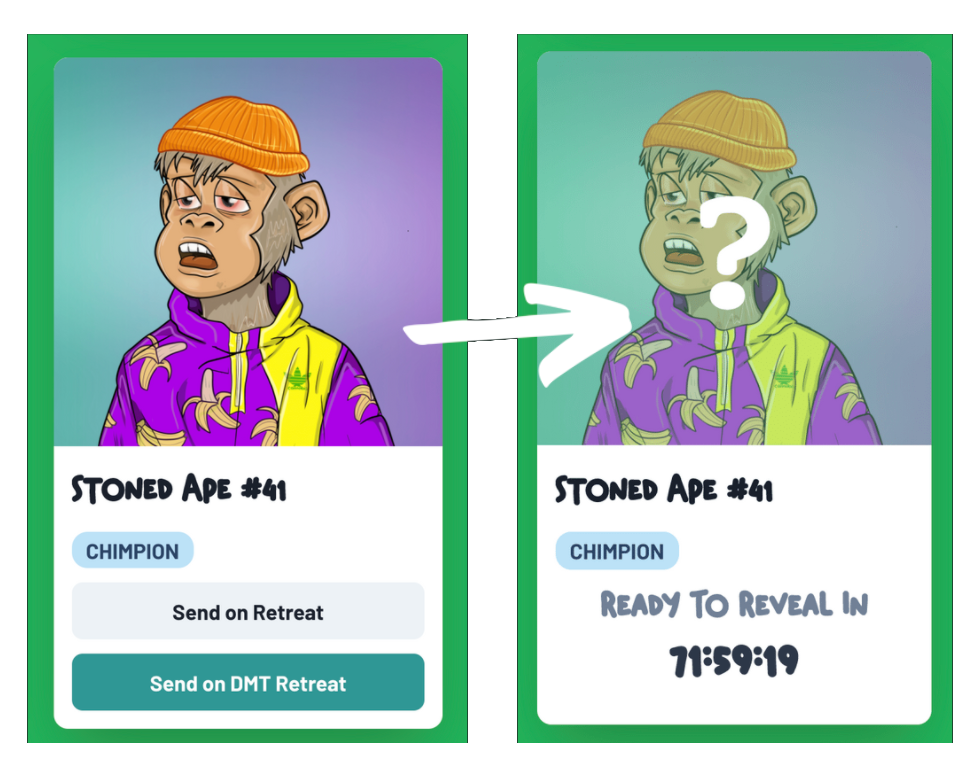 STONED APE #41
CHIMPION
Send on Retreat
Send on DMT Retreat
?
STONED APE #41
CHIMPION
READY TO REVEAL IN
71:59:19